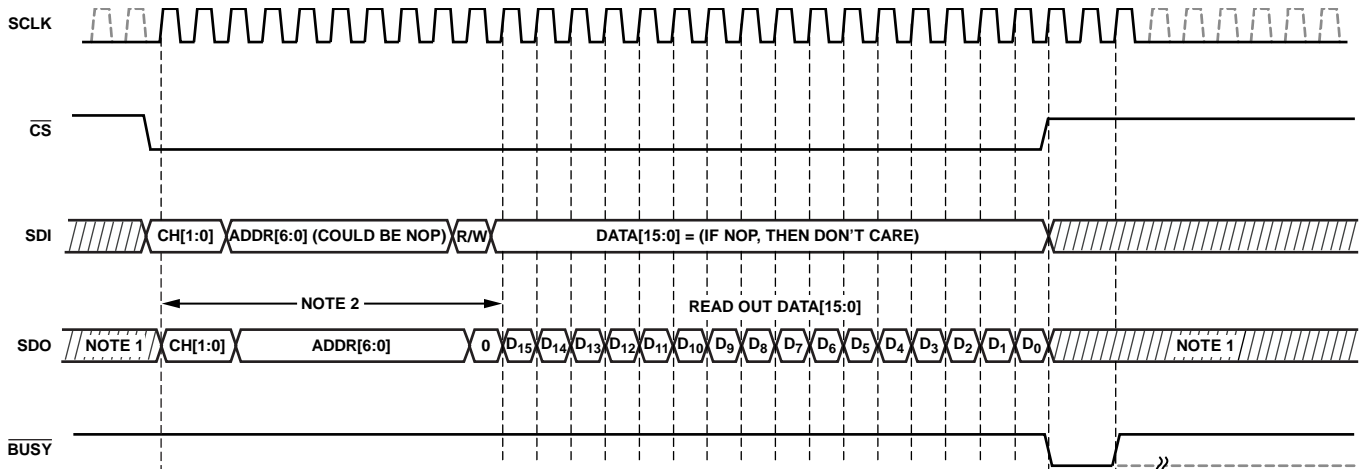 SCLK
CS
SDI CH[1:0] ADDR[6:0] (COULD BE NOP) R/W DATA[15:0] = (IF NOP, THEN DON'T CARE)
NOTE 2 READ OUT DATA[15:0]
SDO NOTE 1 CH[1:0] ADDR[6:0] 0 D15 D14 D13 D12 D11 D10 D9 D8 D7 D6 D5 D4 D3 D2 D1 D0 NOTE 1
BUSY